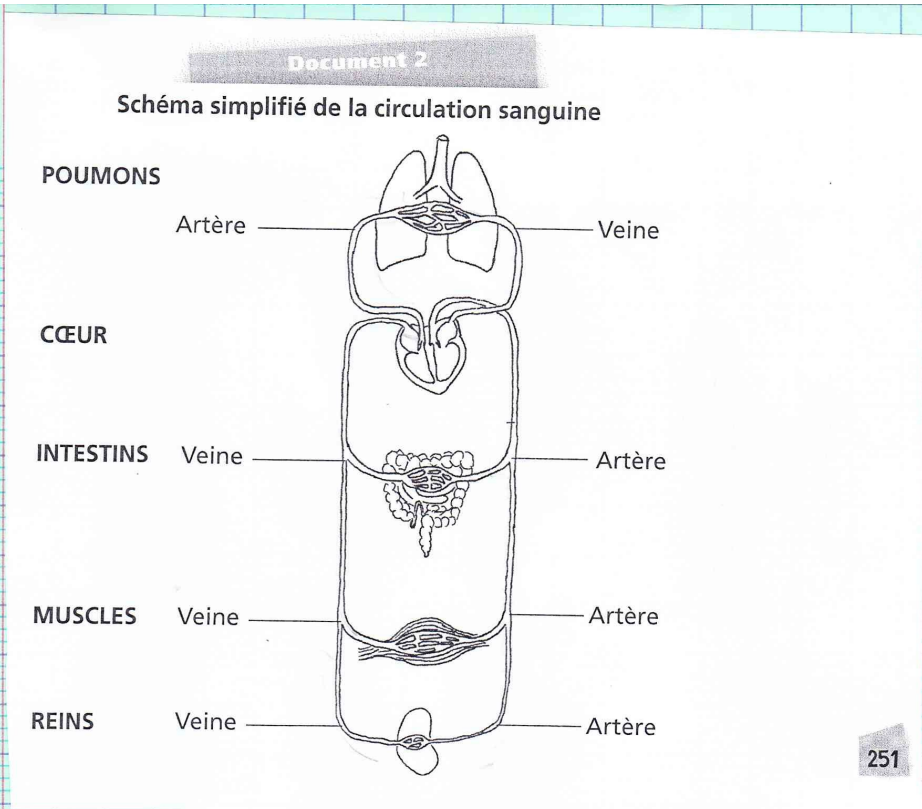 Document 2
Schéma simplifié de la circulation sanguine
POUMONS
Artère Veine
CŒUR
INTESTINS Veine Artère
MUSCLES Veine Artère
REINS Veine Artère
251